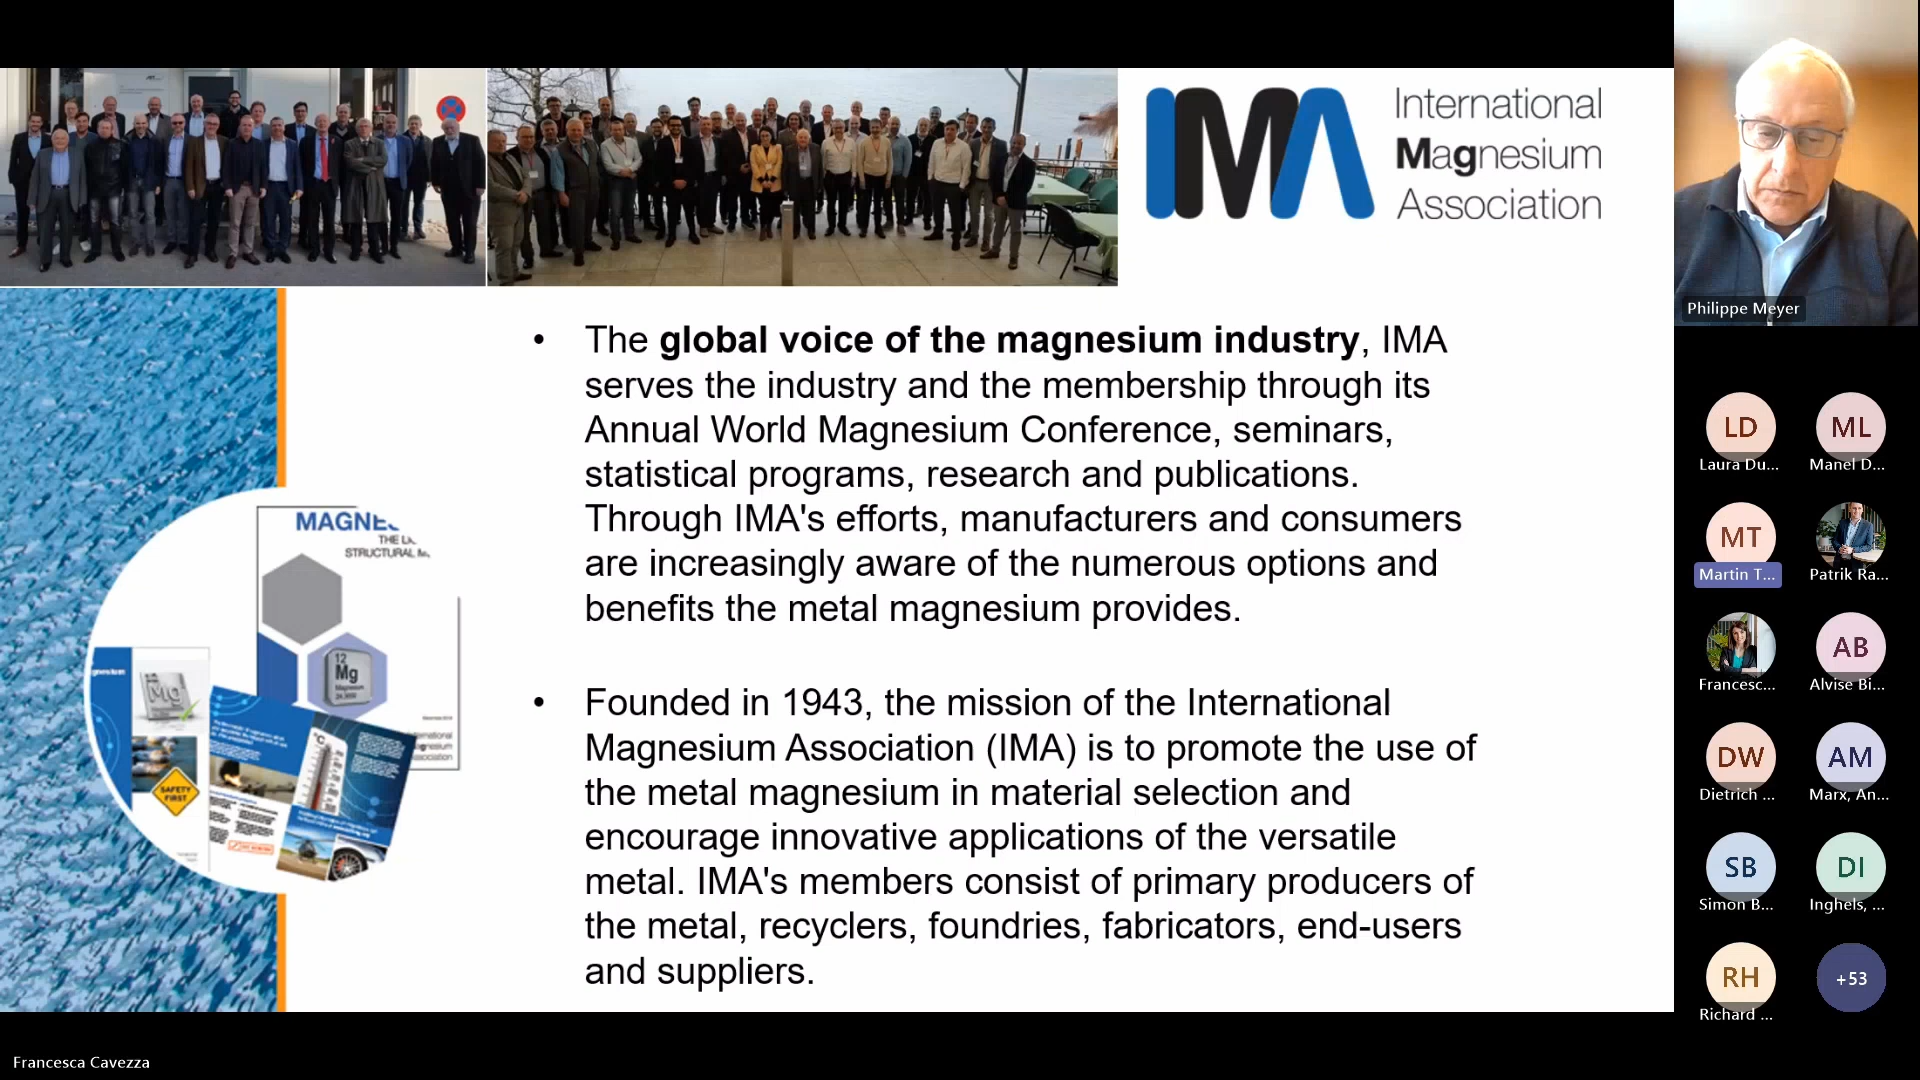 International
Magnesium
Association
IMA
Philippe Meyer
• The global voice of the magnesium industry, IMA
serves the industry and the membership through its
Annual World Magnesium Conference, seminars,
statistical programs, research and publications.
Through IMA's efforts, manufacturers and consumers
are increasingly aware of the numerous options and
benefits the metal magnesium provides.
• Founded in 1943, the mission of the International
Magnesium Association (IMA) is to promote the use of
the metal magnesium in material selection and
encourage innovative applications of the versatile
metal. IMA's members consist of primary producers of
the metal, recyclers, foundries, fabricators, end-users
and suppliers.
MAGNE
THE L
STRUCTURAL
12
Mg
Magnesium
Mg
SAFETY
FIRST
°C
LD
Laura Du...
ML
Manel D...
MT
Martin T...
Patrik Ra...
Francesc...
AB
Alvise Bi...
DW
Dietrich ...
AM
Marx, An...
SB
Simon B...
DI
Inghels, ...
RH
Richard ...
+53
Francesca Cavezza